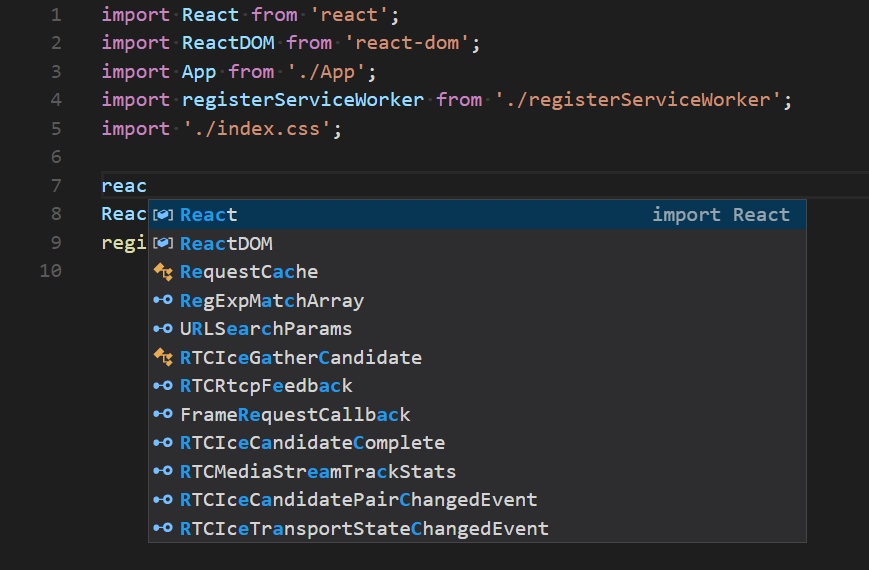 1 import React from 'react';
2 import ReactDOM from 'react-dom';
3 import App from './App';
4 import registerServiceWorker from './registerServiceWorker';
5 import './index.css';
6
7 reac
8 Reac
React import React
9 regi
ReactDOM
10
RequestCache
RegExpMatchArray
URLSearchParams
RTCIceGatherCandidate
RTCRtcpFeedback
FrameRequestCallback
RTCIceCandidateComplete
RTCMediaStreamTrackStats
RTCIceCandidatePairChangedEvent
RTCIceTransportStateChangedEvent